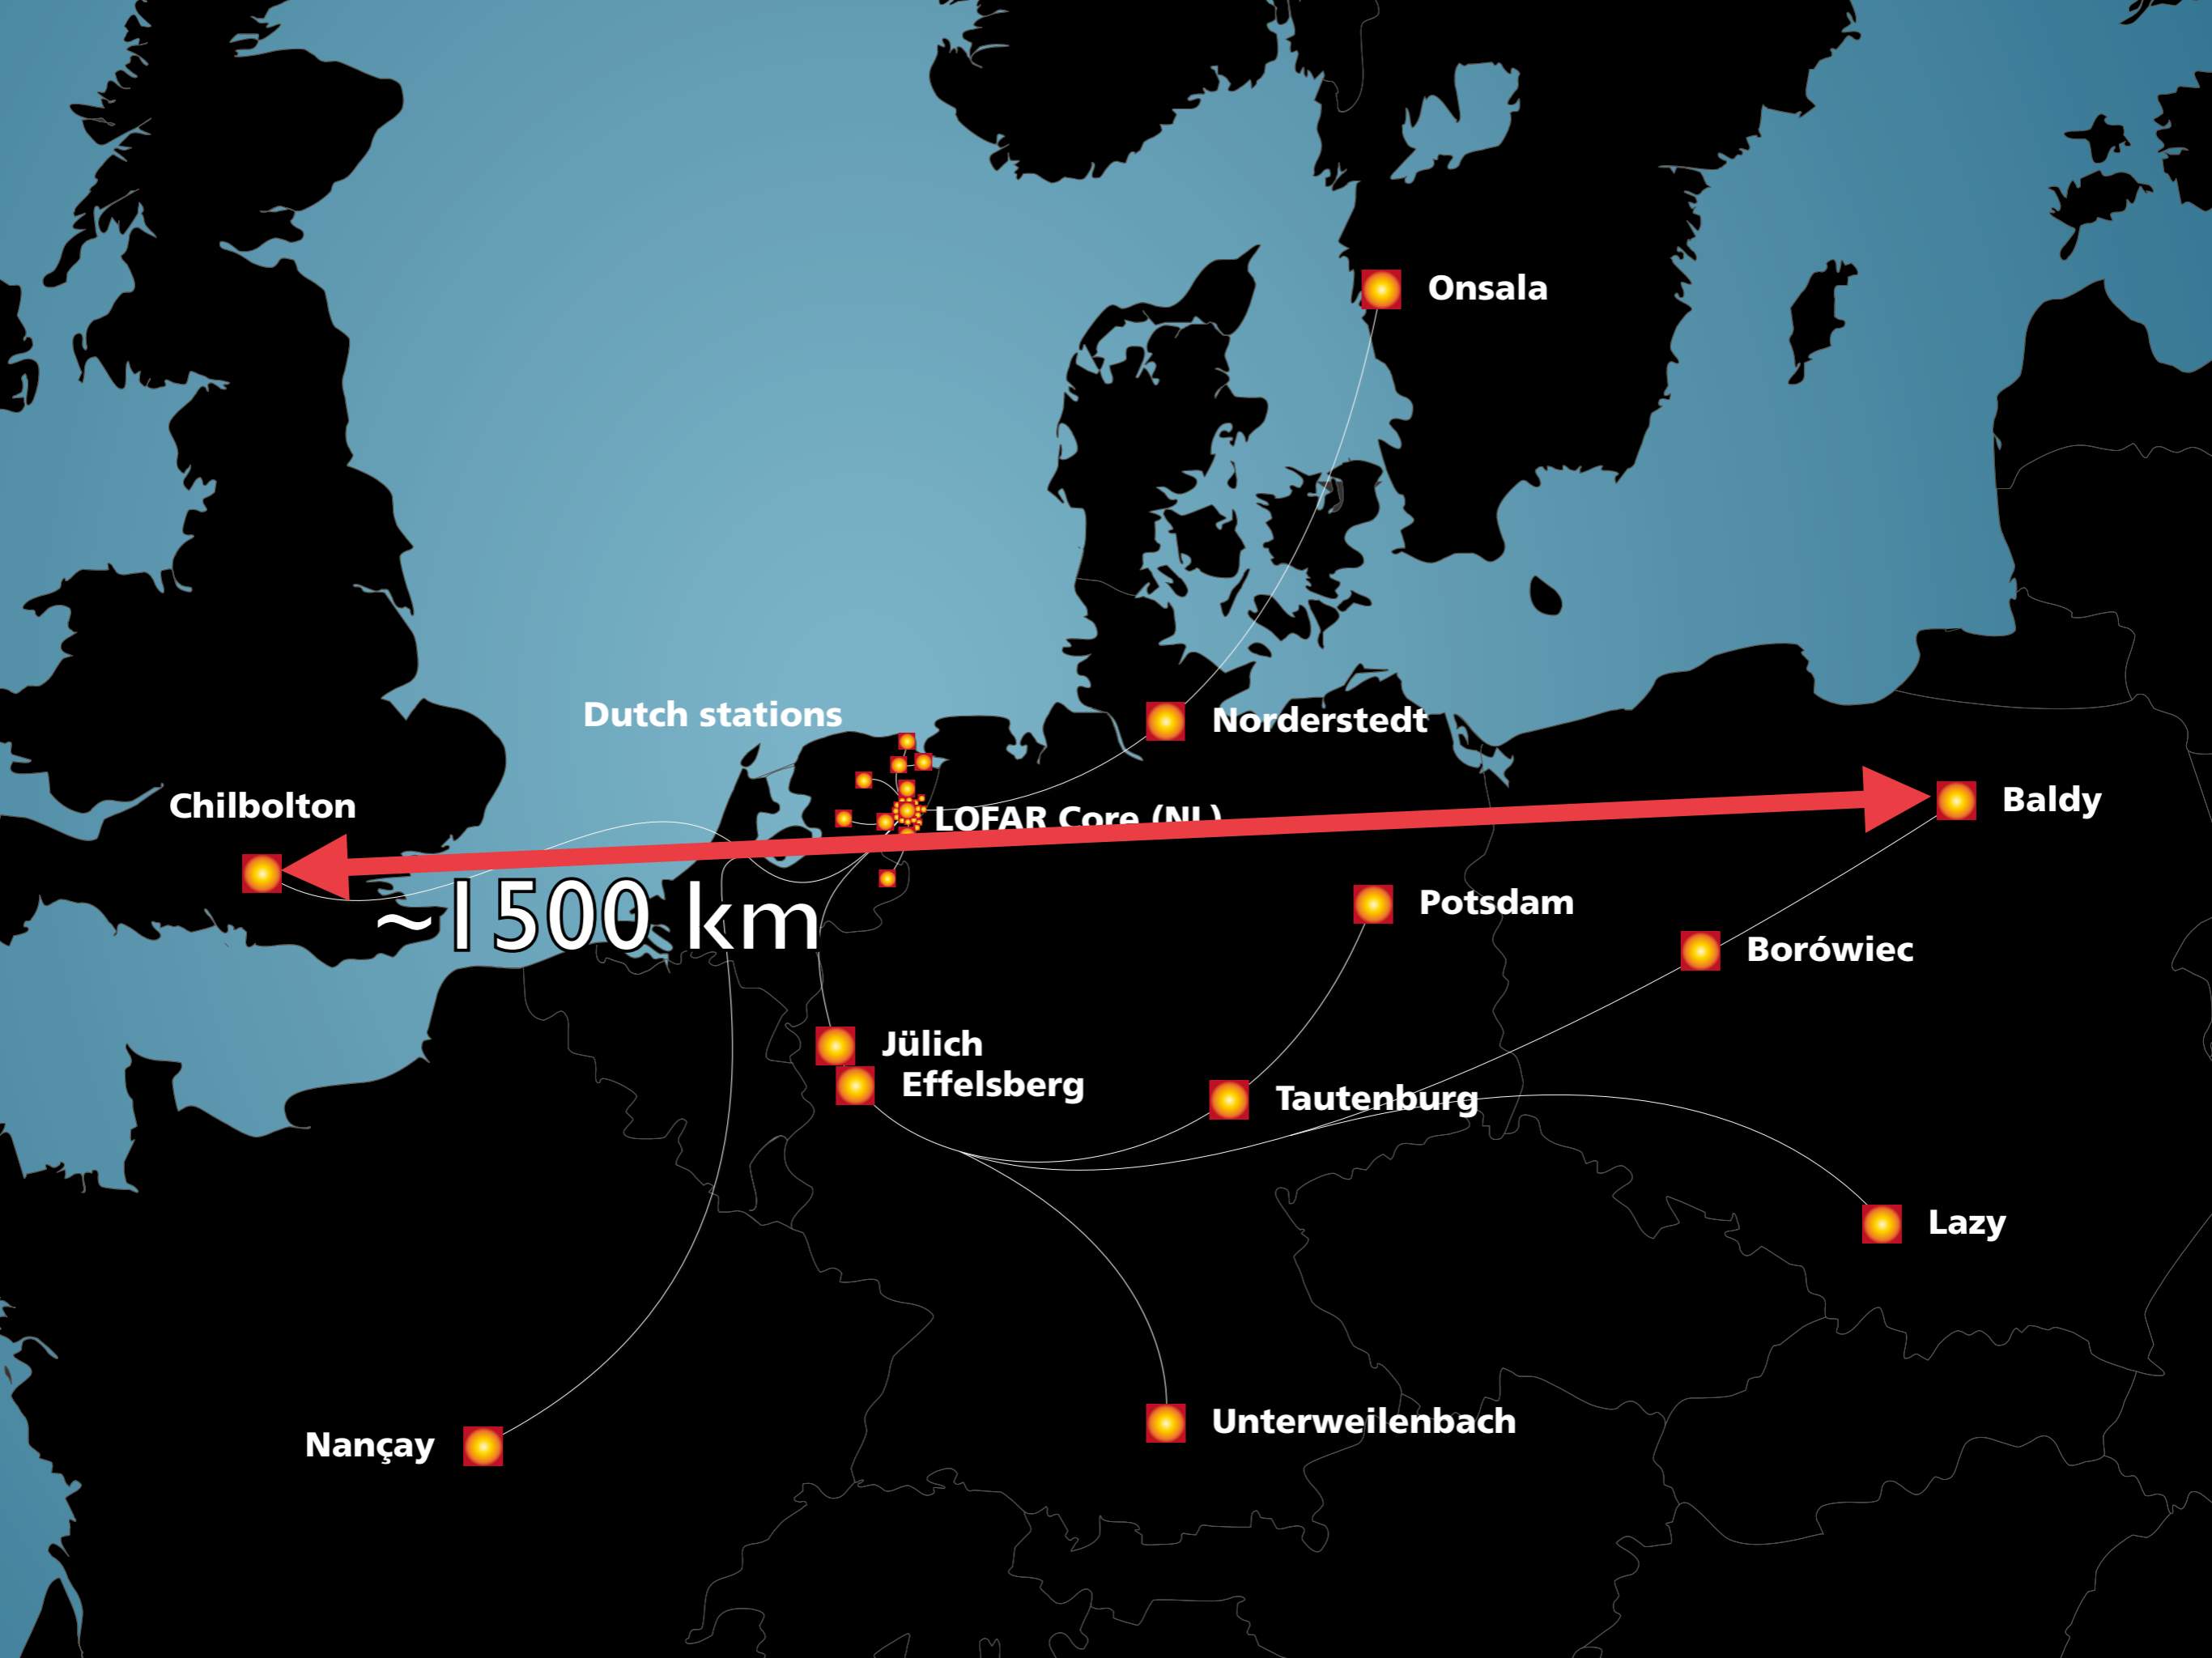 Onsala
Dutch stations
Norderstedt
Chilbolton
LOFAR Core (NL)
Baldy
~1500 km
Potsdam
Borówiec
Jülich
Effelsberg
Tautenburg
Lazy
Nançay
Unterweilenbach